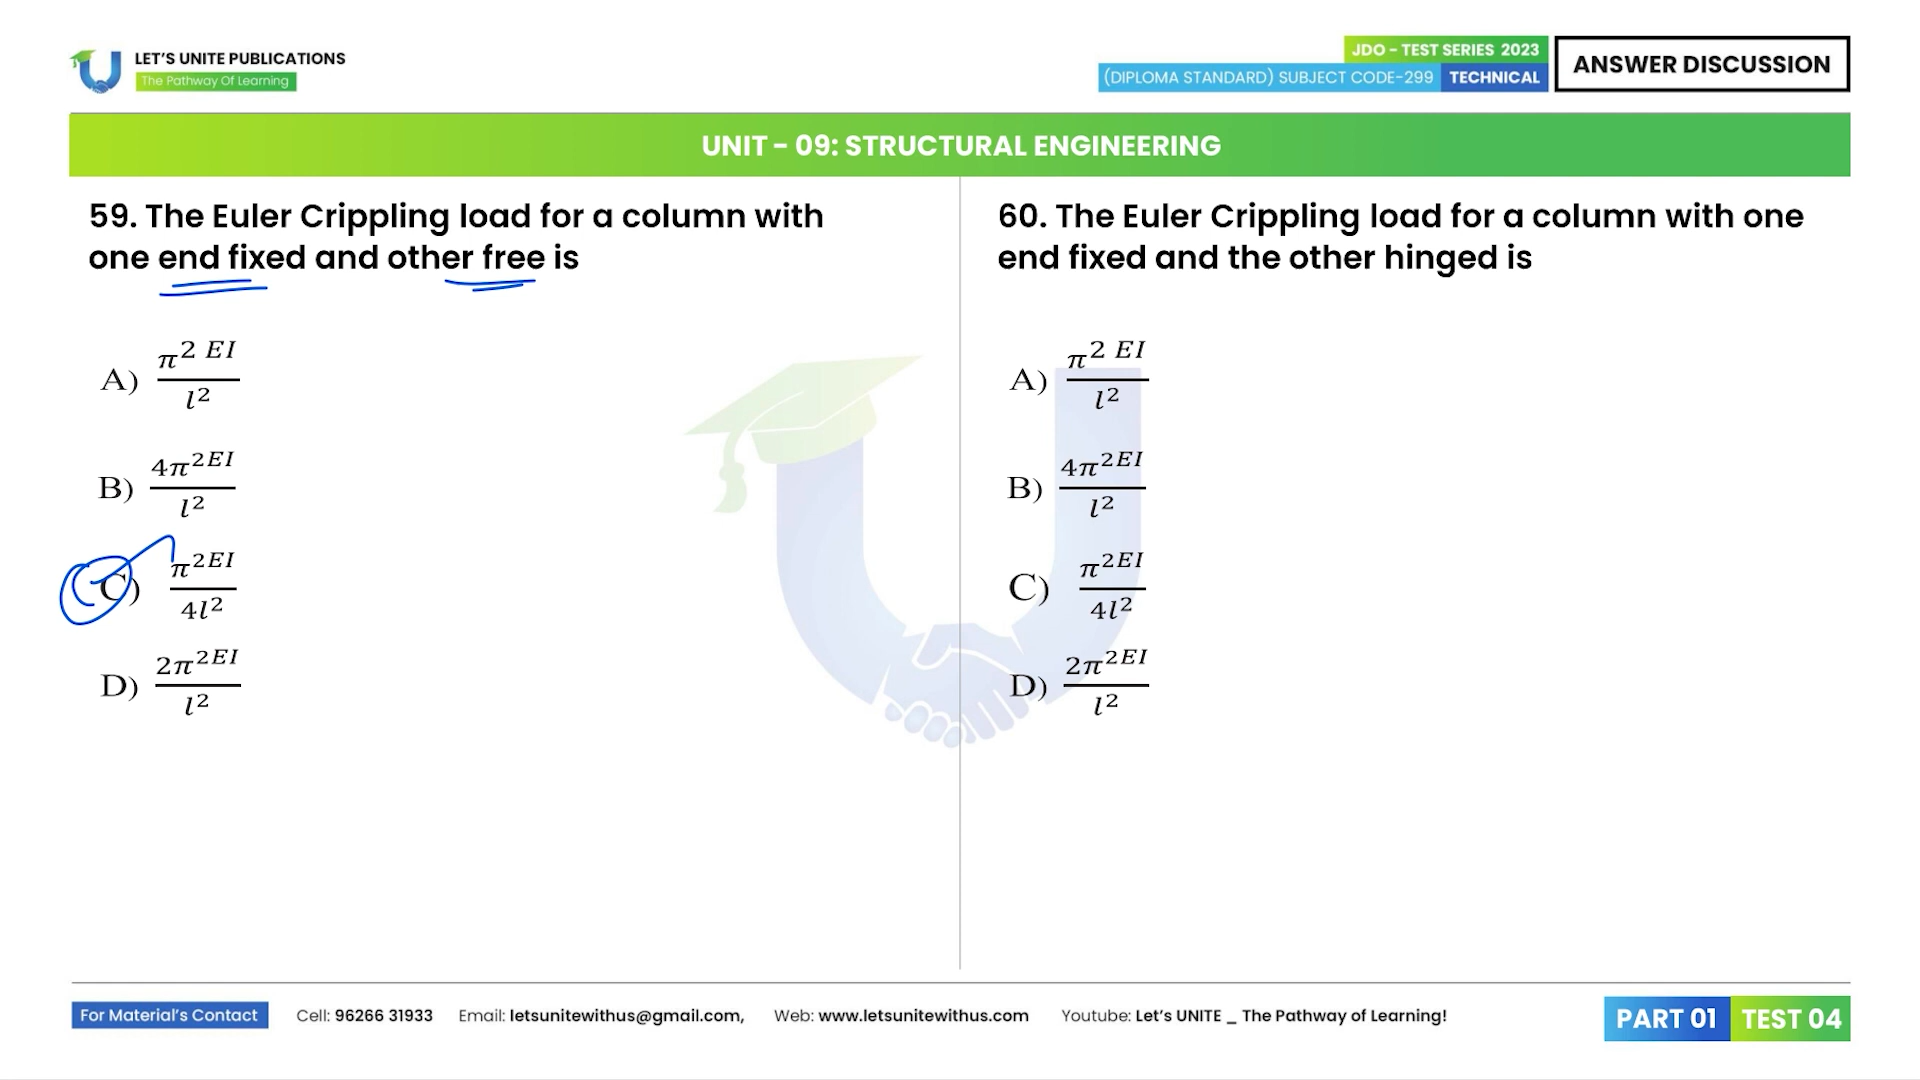 LET'S UNITE PUBLICATIONS
The Pathway Of Learning
JDO - TEST SERIES 2023
(DIPLOMA STANDARD) SUBJECT CODE-299 TECHNICAL
ANSWER DISCUSSION
UNIT - 09: STRUCTURAL ENGINEERING
59. The Euler Crippling load for a column with
one end fixed and other free is
A) π² EI / l²
B) 4π²ᴱᴵ / l²
C) π²ᴱᴵ / 4l²
D) 2π²ᴱᴵ / l²
60. The Euler Crippling load for a column with one
end fixed and the other hinged is
A) π² EI / l²
B) 4π²ᴱᴵ / l²
C) π²ᴱᴵ / 4l²
D) 2π²ᴱᴵ / l²
For Material's Contact Cell: 96266 31933 Email: letsunitewithus@gmail.com, Web: www.letsunitewithus.com Youtube: Let's UNITE _ The Pathway of Learning!
PART 01 TEST 04